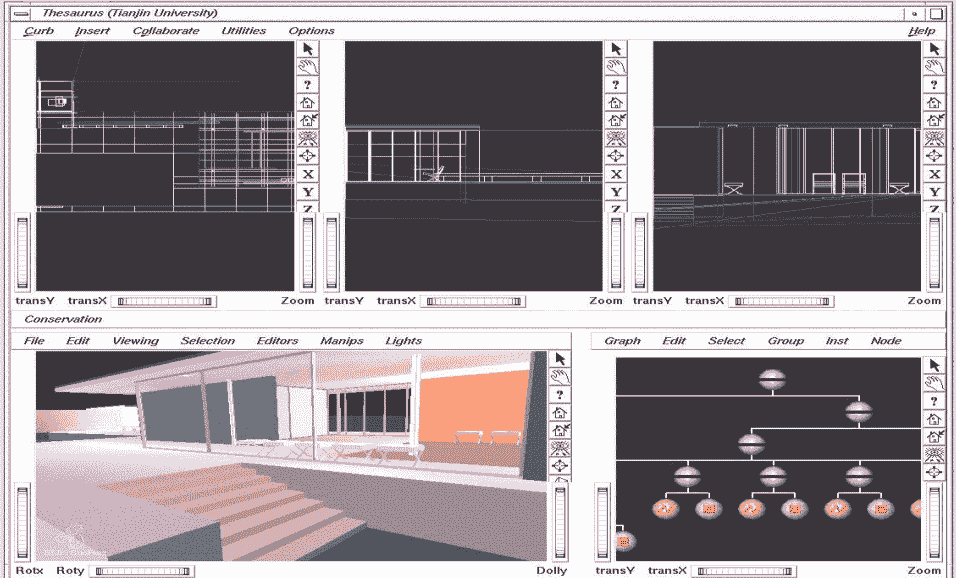 Thesaurus (Tianjin University)
Curb Insert Collaborate Utilities Options Help
? ? ?
X X X
Y Y Y
Z Z Z
transY transX Zoom transY transX Zoom transY transX Zoom
Conservation
File Edit Viewing Selection Editors Manips Lights Graph Edit Select Group Inst Node
? ?
Rotx Roty Dolly transY transX Zoom